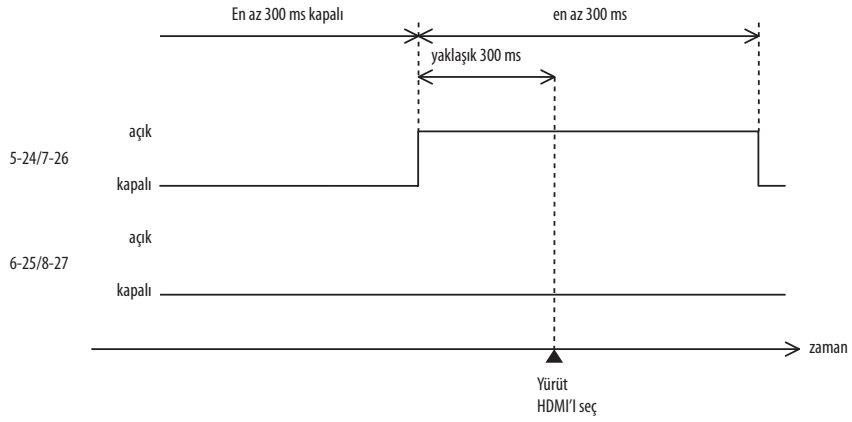 En az 300 ms kapalı
en az 300 ms
yaklaşık 300 ms
açık
5-24/7-26
kapalı
açık
6-25/8-27
kapalı
zaman
Yürüt
HDMI'I seç